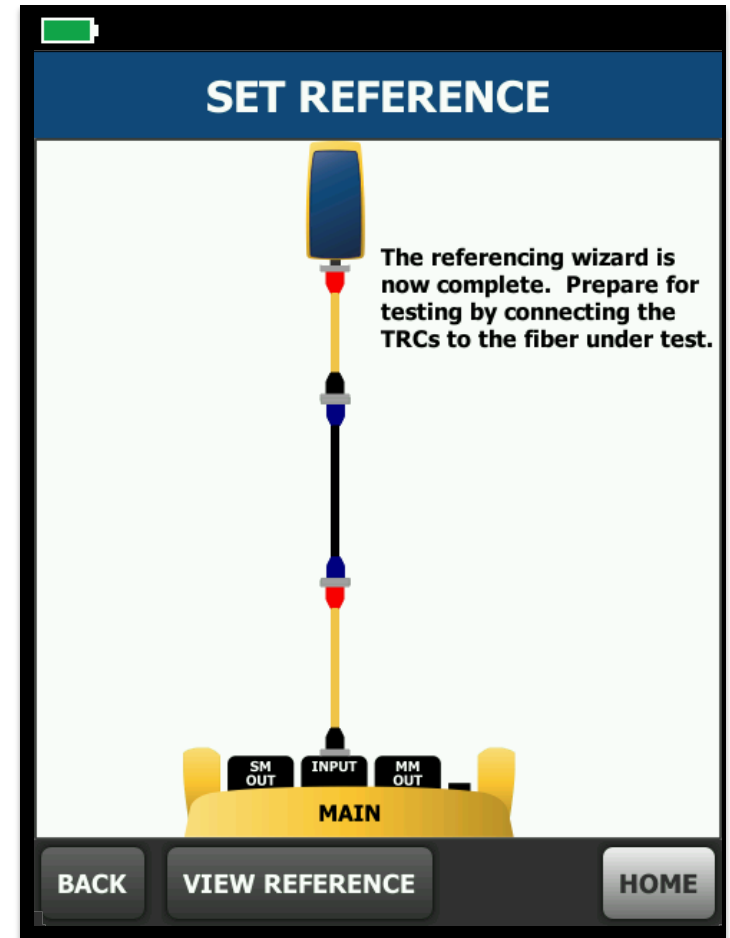 SET REFERENCE
The referencing wizard is
now complete.  Prepare for
testing by connecting the
TRCs to the fiber under test.
SM
OUT
INPUT
MM
OUT
MAIN
BACK
VIEW REFERENCE
HOME